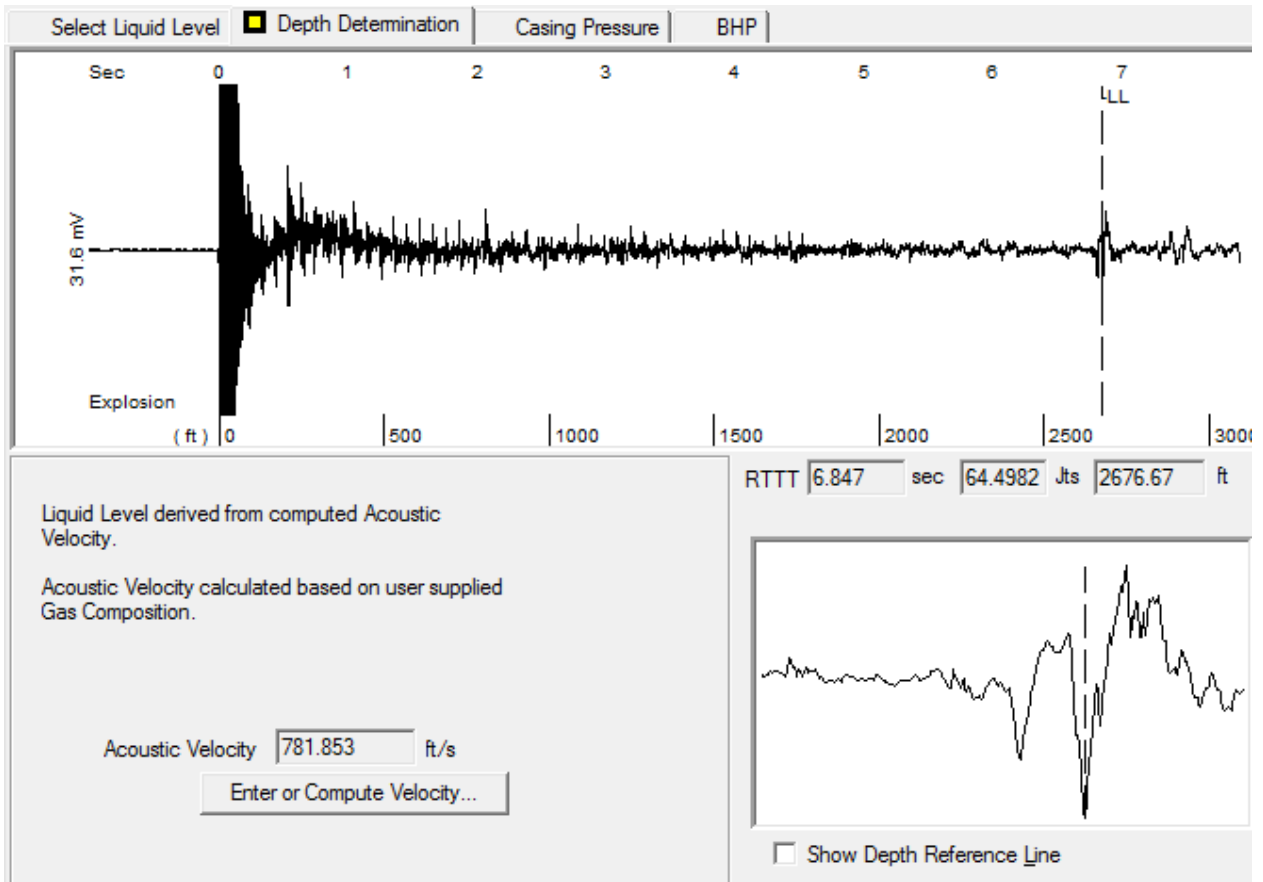 Select Liquid Level Depth Determination Casing Pressure BHP
Sec 0 1 2 3 4 5 6 7
LL
31.6 mV
Explosion
(ft) 0 500 1000 1500 2000 2500 3000
RTTT 6.847 sec 64.4982 Jts 2676.67 ft
Liquid Level derived from computed Acoustic
Velocity.
Acoustic Velocity calculated based on user supplied
Gas Composition.
Acoustic Velocity 781.853 ft/s
Enter or Compute Velocity...
Show Depth Reference Line